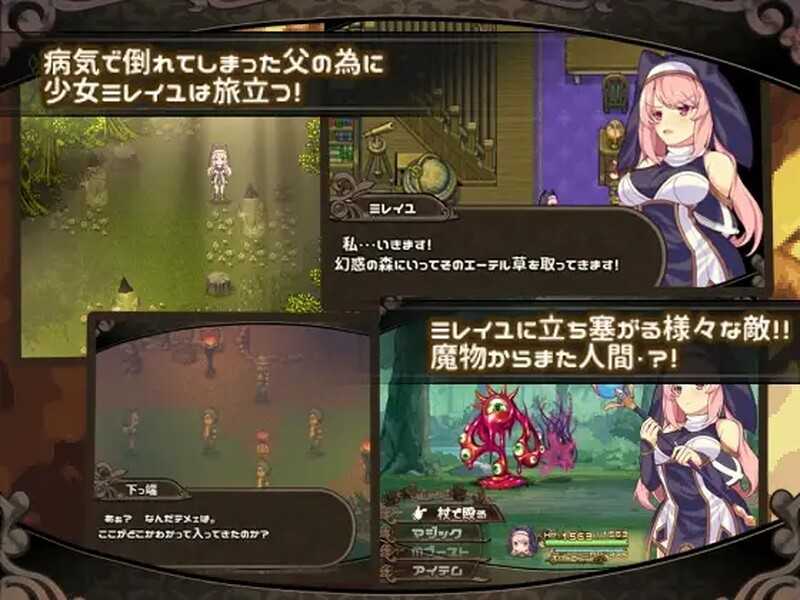 病気で倒れてしまった父の為に
少女ミレイユは旅立つ!
ミレイユ
私…いきます!
幻惑の森にいってそのエーテル草を取ってきます!
ミレイユに立ち塞がる様々な敵!!
魔物からまた人間・?!
下っ端
あぁ? なんだテメェは。
ここがどこかわかって入ってきたのか?
杖で殴る
マジック
アイテム